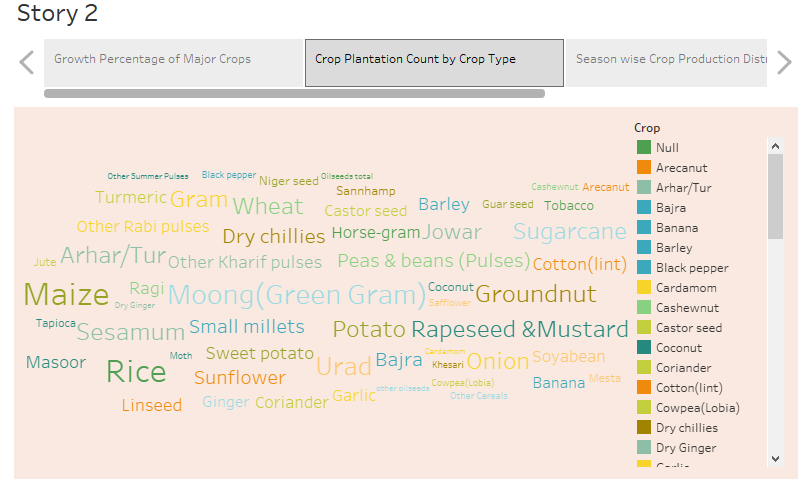 Story 2
Growth Percentage of Major Crops
Crop Plantation Count by Crop Type
Season wise Crop Production Distr
Other Summer Pulses
Black pepper
Niger seed
Oilseeds total
Turmeric
Gram
Wheat
Sannhamp
Castor seed
Barley
Guar seed
Cashewnut
Arecanut
Tobacco
Other Rabi pulses
Dry chillies
Horse-gram
Jowar
Sugarcane
Jute
Arhar/Tur
Other Kharif pulses
Peas & beans (Pulses)
Cotton(lint)
Maize
Ragi
Dry Ginger
Moong(Green Gram)
Coconut
Safflower
Groundnut
Tapioca
Sesamum
Small millets
Potato
Rapeseed &Mustard
Masoor
Rice
Moth
Sweet potato
Sunflower
Urad
Bajra
Cardamom
Khesari
Onion
Soyabean
Linseed
Ginger
Coriander
Garlic
other oilseeds
Cowpea(Lobia)
Other Cereals
Banana
Mesta
Crop
Null
Arecanut
Arhar/Tur
Bajra
Banana
Barley
Black pepper
Cardamom
Cashewnut
Castor seed
Coconut
Coriander
Cotton(lint)
Cowpea(Lobia)
Dry chillies
Dry Ginger
Garlic